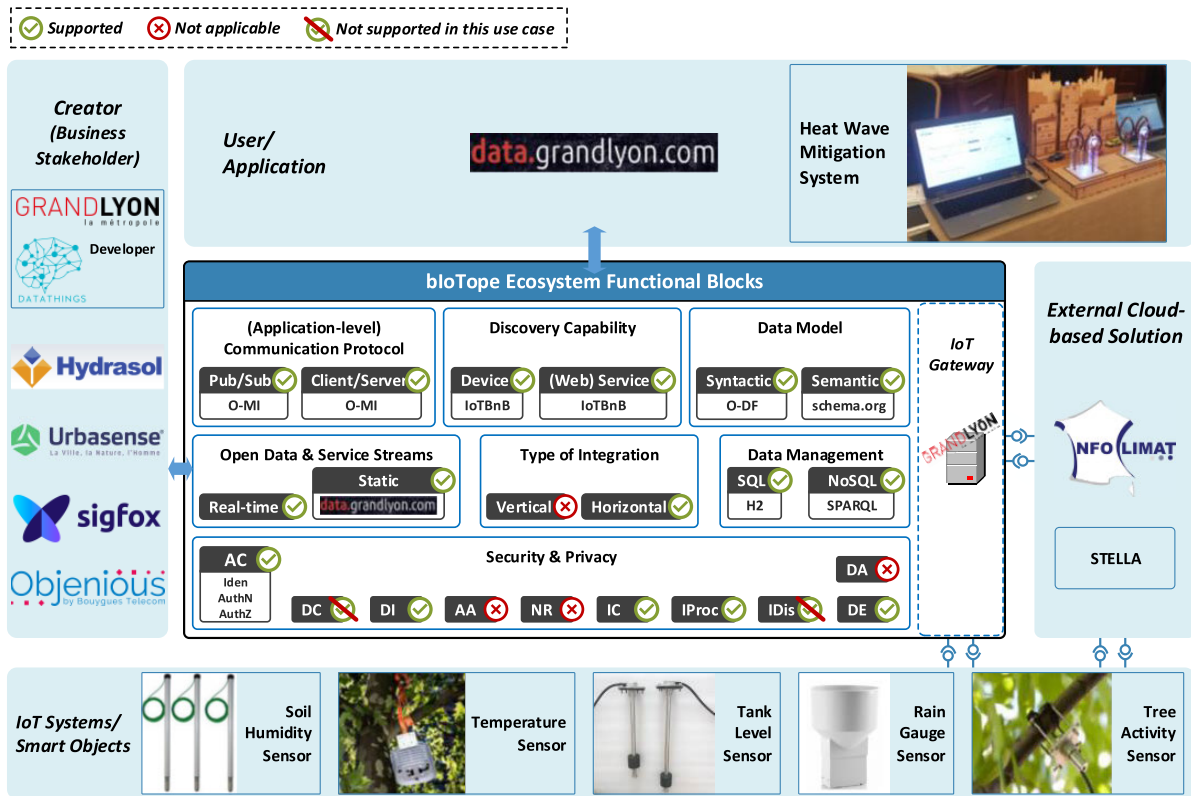 Supported
Not applicable
Not supported in this use case
Creator
(Business
Stakeholder)
GRANDLYON
la métropole
Developer
DATATHINGS
Hydrasol
Urbasense®
La Ville, la Nature, l'Homme
sigfox
Objenious
by Bouygues Telecom
User/
Application
data.grandlyon.com
Heat Wave
Mitigation
System
bIoTope Ecosystem Functional Blocks
(Application-level)
Communication Protocol
Pub/Sub
O-MI
Client/Server
O-MI
Discovery Capability
Device
IoTBnB
(Web) Service
IoTBnB
Data Model
Syntactic
O-DF
Semantic
schema.org
Open Data & Service Streams
Real-time
Static
data.grandlyon.com
Type of Integration
Vertical
Horizontal
Data Management
SQL
H2
NoSQL
SPARQL
Security & Privacy
AC
Iden
AuthN
AuthZ
DC
DI
AA
NR
IC
IProc
IDis
DA
DE
IoT
Gateway
GRANDLYON
External Cloud-
based Solution
INFOCLIMAT
STELLA
IoT Systems/
Smart Objects
Soil
Humidity
Sensor
Temperature
Sensor
Tank
Level
Sensor
Rain
Gauge
Sensor
Tree
Activity
Sensor